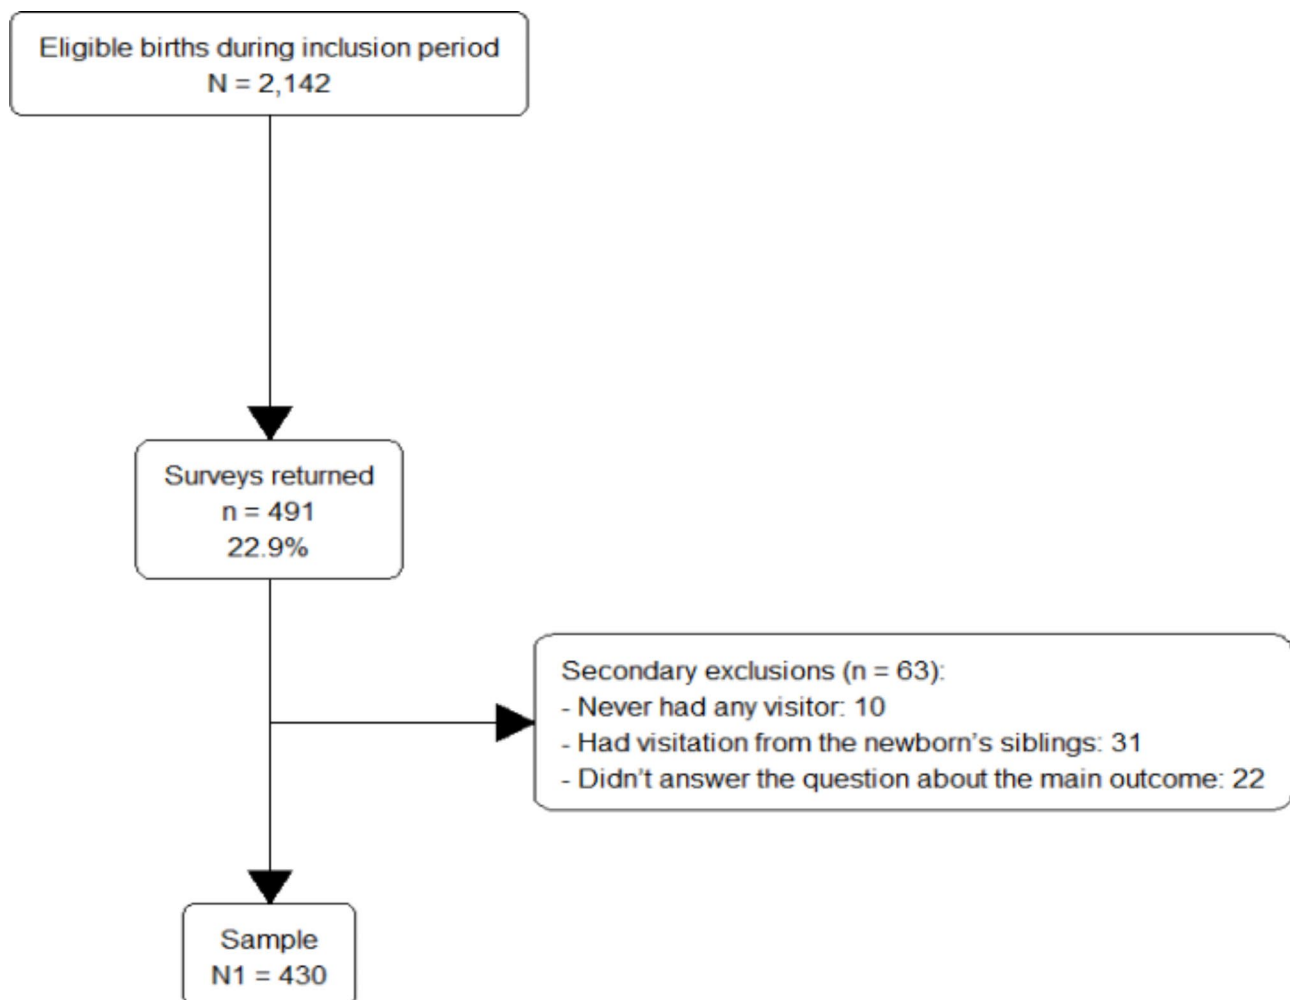 Eligible births during inclusion period
N = 2,142
Surveys returned
n = 491
22.9%
Secondary exclusions (n = 63):
- Never had any visitor: 10
- Had visitation from the newborn’s siblings: 31
- Didn’t answer the question about the main outcome: 22
Sample
N1 = 430